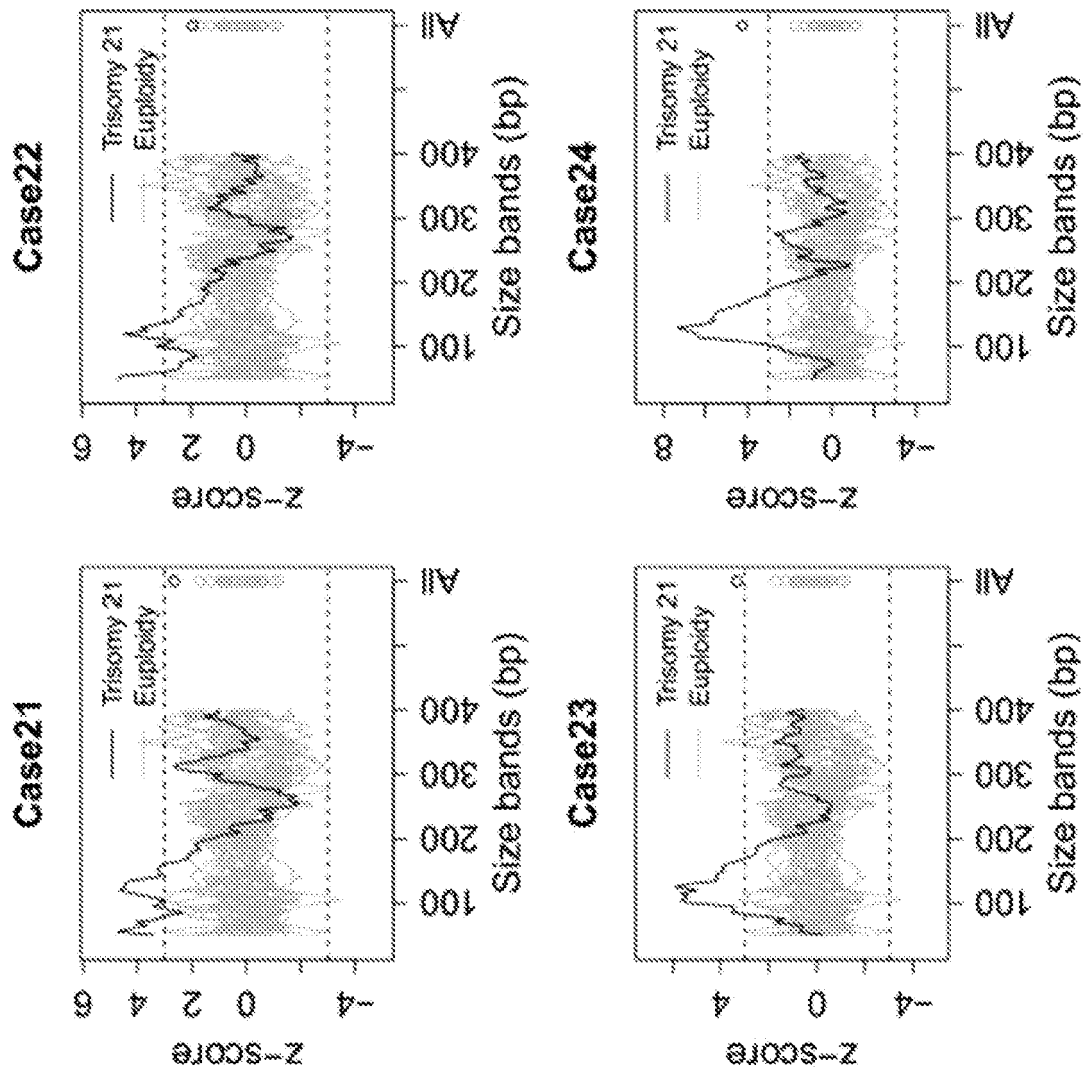 Case21
Trisomy 21
Euploidy
z-score
6
4
2
0
-4
100
200
300
400
All
Size bands (bp)
Case22
Trisomy 21
Euploidy
z-score
6
4
2
0
-4
100
200
300
400
All
Size bands (bp)
Case23
Trisomy 21
Euploidy
z-score
4
0
-4
100
200
300
400
All
Size bands (bp)
Case24
Trisomy 21
Euploidy
z-score
8
4
0
-4
100
200
300
400
All
Size bands (bp)